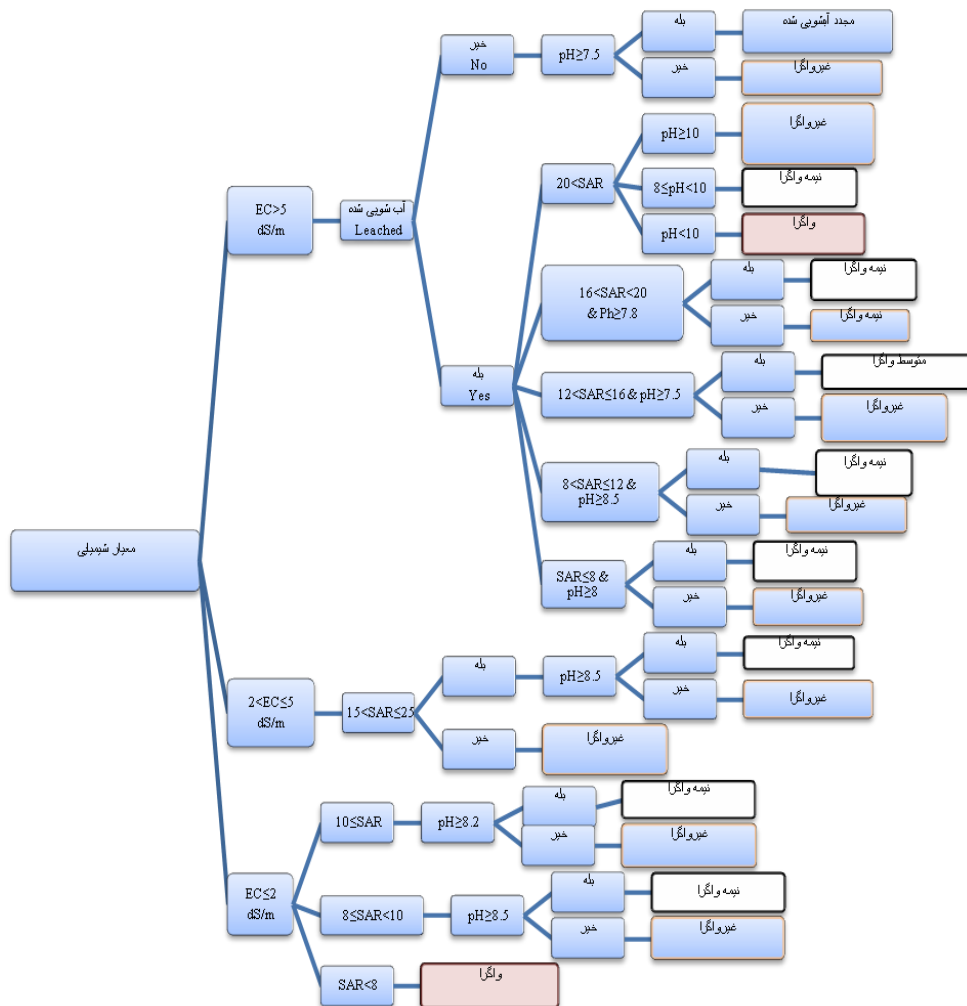 معیار شیمیایی
EC>5
dS/m
آب شویی شده
Leached
خیر
No
pH≥7.5
بله
مجدد آبشویی شده
خیر
غیرواگرا
بله
Yes
20<SAR
pH≥10
غیرواگرا
8≤pH<10
نیمه واگرا
pH<10
واگرا
16<SAR<20
& Ph≥7.8
بله
نیمه واگرا
خیر
نیمه واگرا
12<SAR≤16 & pH≥7.5
بله
متوسط واگرا
خیر
غیرواگرا
8<SAR≤12 &
pH≥8.5
بله
نیمه واگرا
خیر
غیرواگرا
SAR≤8 &
pH≥8
بله
نیمه واگرا
خیر
غیرواگرا
2<EC≤5
dS/m
15<SAR≤25
بله
pH≥8.5
بله
نیمه واگرا
خیر
غیرواگرا
خیر
غیرواگرا
EC≤2
dS/m
10≤SAR
pH≥8.2
بله
نیمه واگرا
خیر
غیرواگرا
8≤SAR<10
pH≥8.5
بله
نیمه واگرا
خیر
غیرواگرا
SAR<8
واگرا